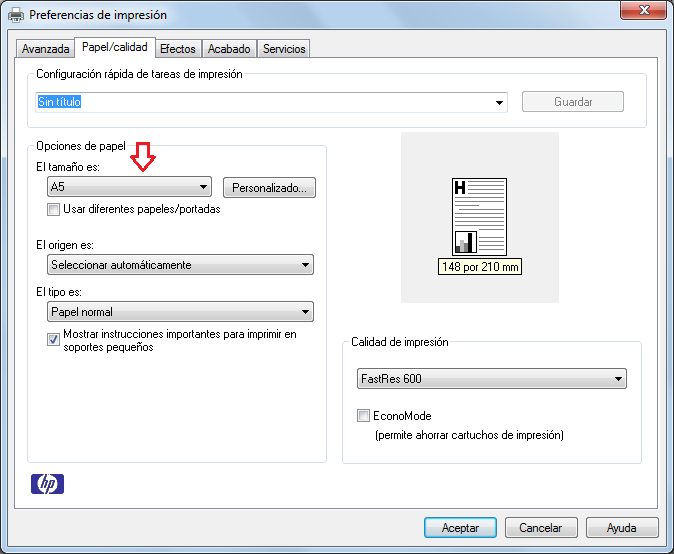 Preferencias de impresión
Avanzada
Papel/calidad
Efectos
Acabado
Servicios
Configuración rápida de tareas de impresión
Sin título
Guardar
Opciones de papel
El tamaño es:
A5
Personalizado...
Usar diferentes papeles/portadas
El origen es:
Seleccionar automáticamente
El tipo es:
Papel normal
Mostrar instrucciones importantes para imprimir en
soportes pequeños
H
148 por 210 mm
Calidad de impresión
FastRes 600
EconoMode
(permite ahorrar cartuchos de impresión)
hp
Aceptar
Cancelar
Ayuda